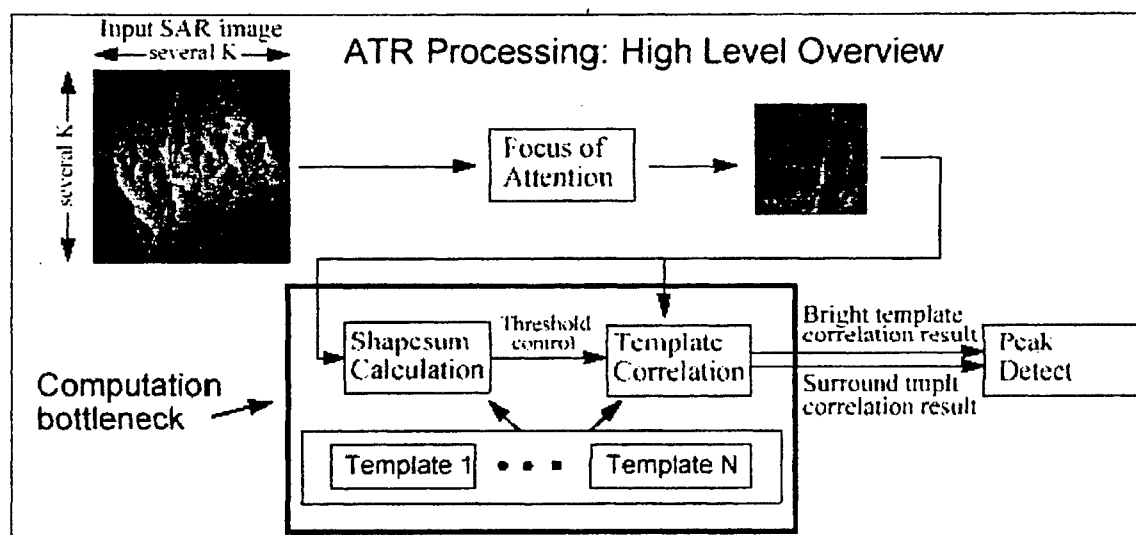 Input SAR image
several K
several K
ATR Processing: High Level Overview
Focus of
Attention
Shapesum
Calculation
Threshold
control
Template
Correlation
Bright template
correlation result
Surround tmplt
correlation result
Peak
Detect
Computation
bottleneck
Template 1
Template N